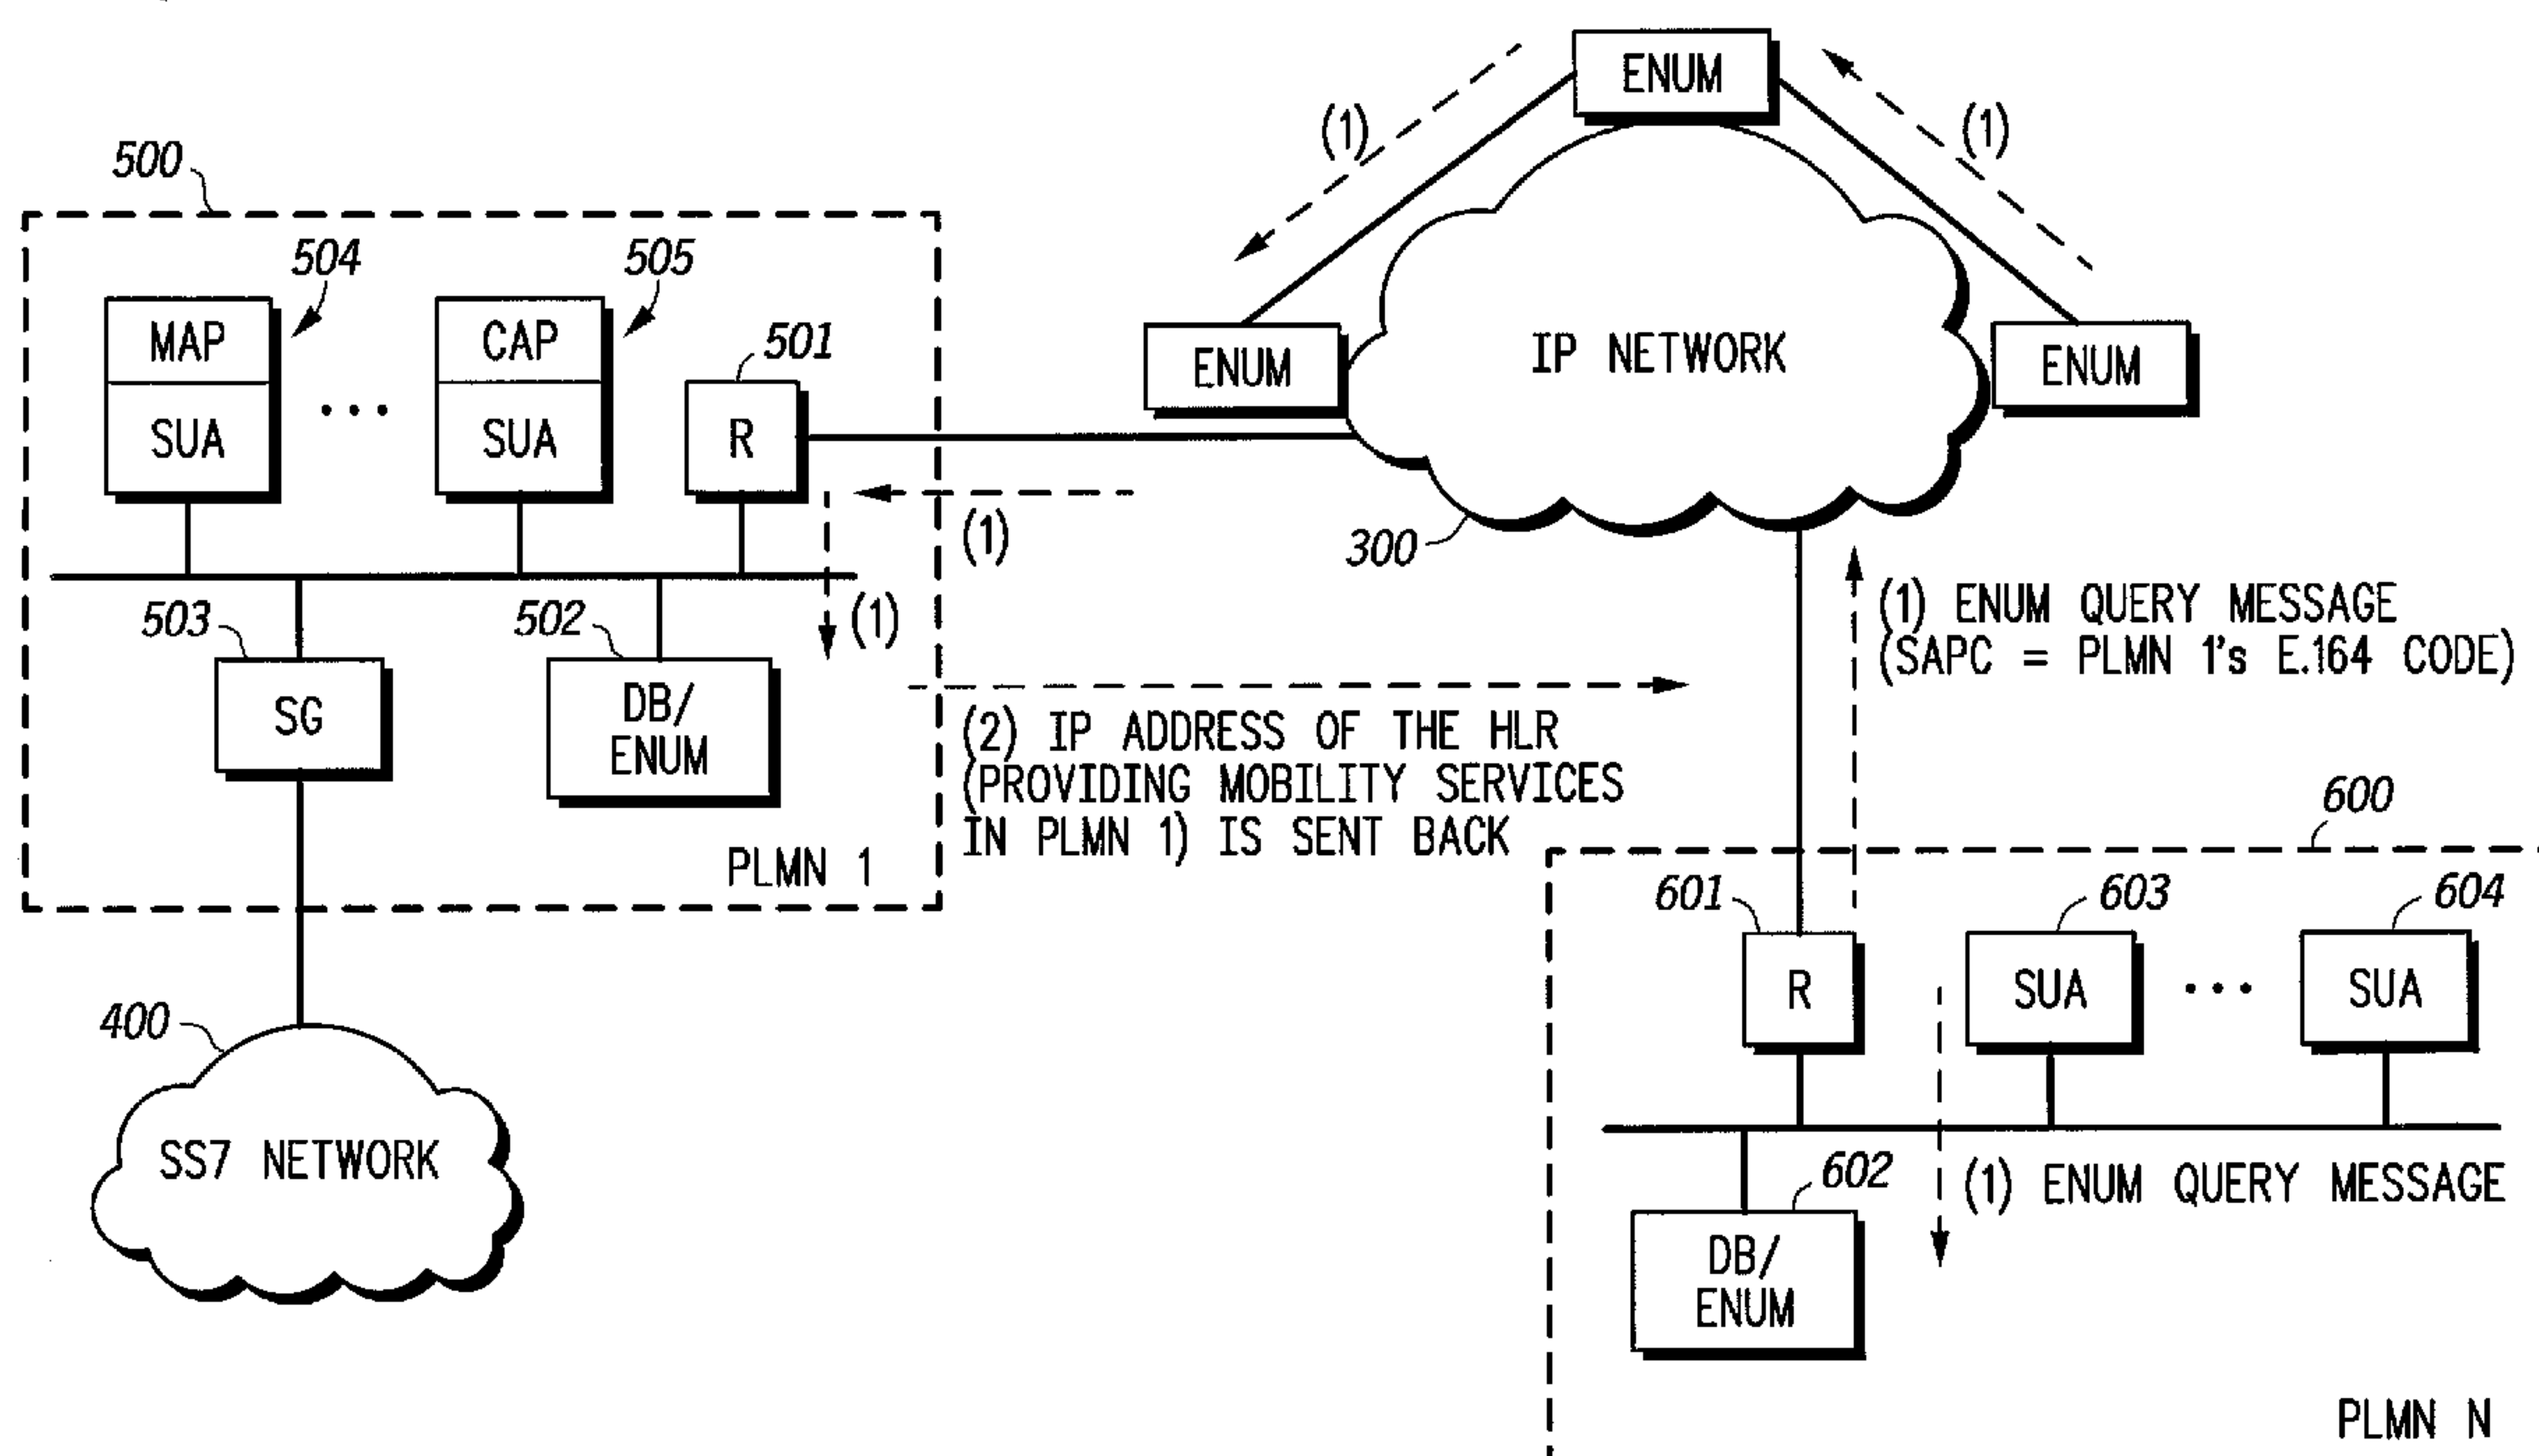 ENUM
(1)
(1)
500
504
505
MAP
SUA
...
CAP
SUA
501
R
ENUM
IP NETWORK
ENUM
(1)
300
503
502
(1)
SG
DB/
ENUM
PLMN 1
(1) ENUM QUERY MESSAGE
(SAPC = PLMN 1's E.164 CODE)
(2) IP ADDRESS OF THE HLR
(PROVIDING MOBILITY SERVICES
IN PLMN 1) IS SENT BACK
400
SS7 NETWORK
600
601
603
604
R
SUA
...
SUA
602
(1) ENUM QUERY MESSAGE
DB/
ENUM
PLMN N